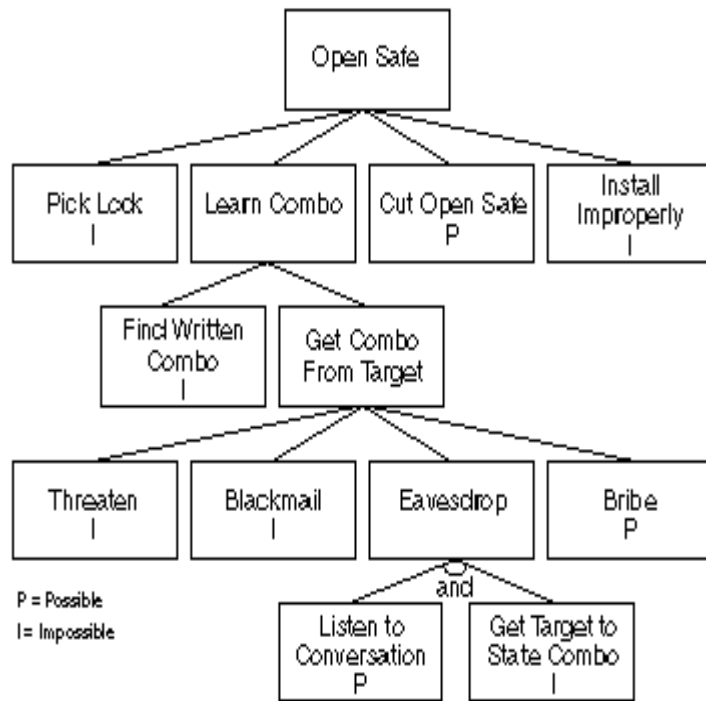 Open Safe
Pick Lock
I
Learn Combo
Cut Open Safe
P
Install
Improperly
I
Find Written
Combo
I
Get Combo
From Target
Threaten
I
Blackmail
I
Eavesdrop
Bribe
P
and
P = Possible
I = Impossible
Listen to
Conversation
P
Get Target to
State Combo
I